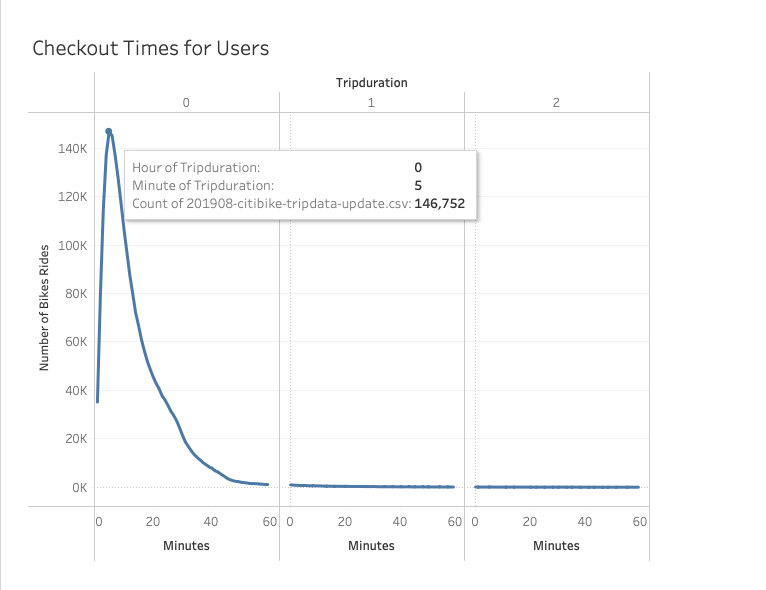 Checkout Times for Users
Tripduration
0 1 2
Hour of Tripduration: 0
Minute of Tripduration: 5
Count of 201908-citibike-tripdata-update.csv: 146,752
Number of Bikes Rides
140K
120K
100K
80K
60K
40K
20K
0K
0 20 40 60 0 20 40 60 0 20 40 60
Minutes Minutes Minutes